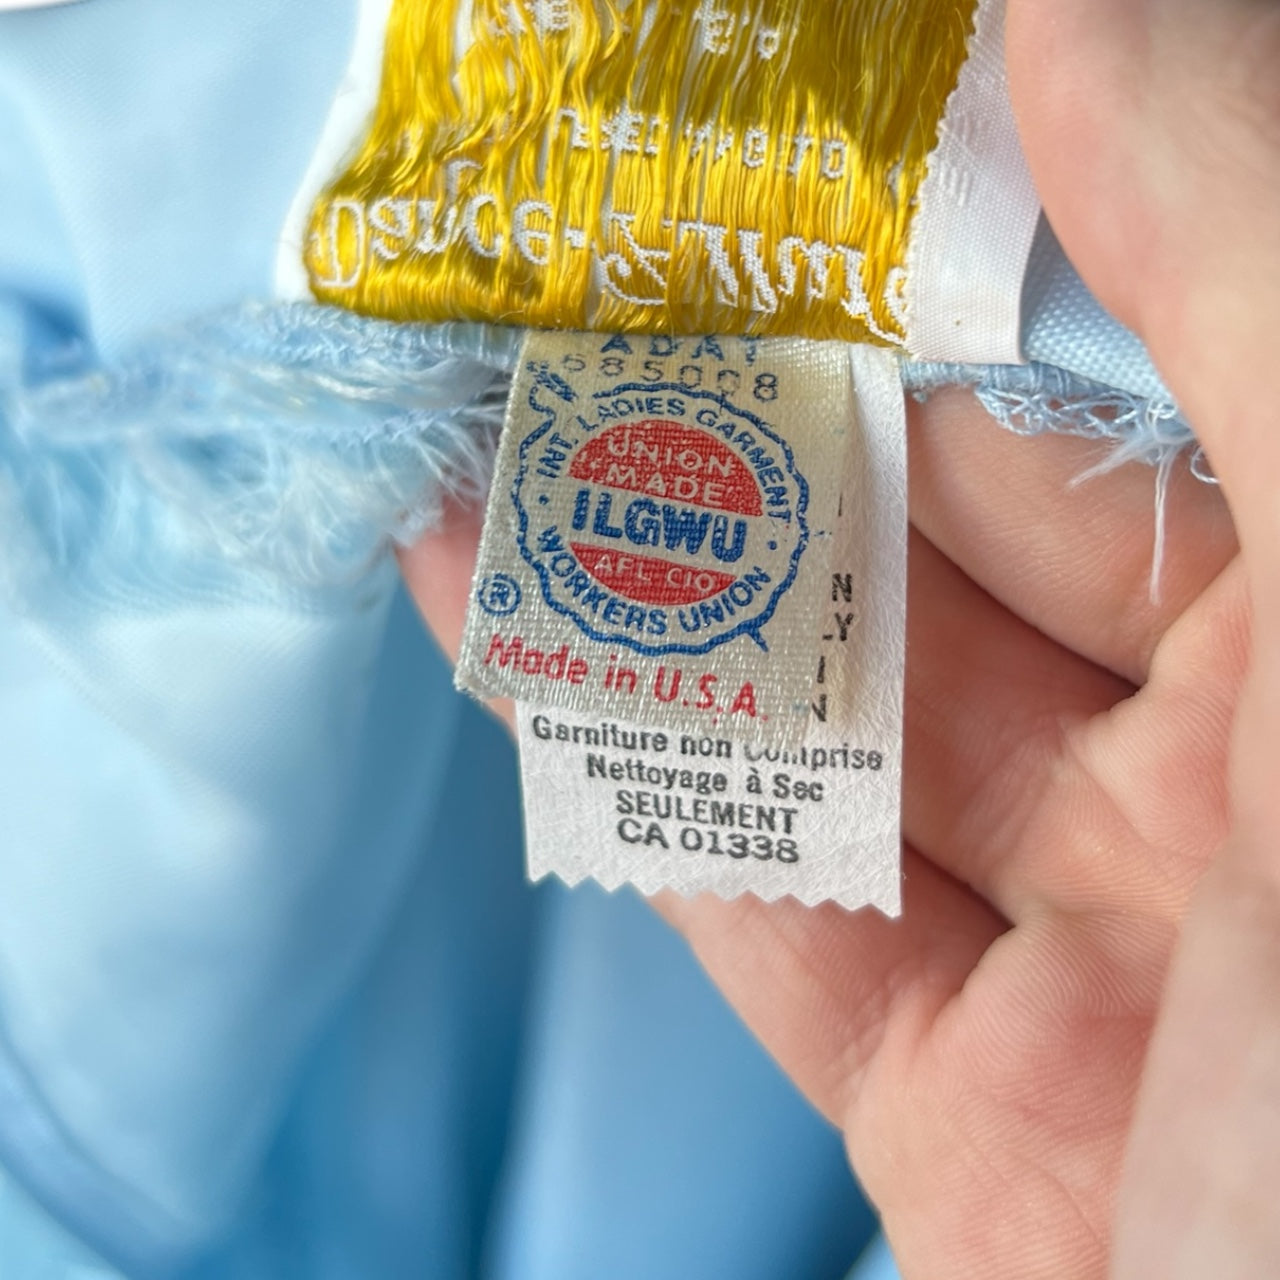 Dance-
ADAY
585008
INT. LADIES GARMENT
UNION
MADE
ILGWU
AFL CIO
WORKERS UNION
®
Made in U.S.A.
Garniture non Comprise
Nettoyage à Sec
SEULEMENT
CA 01338